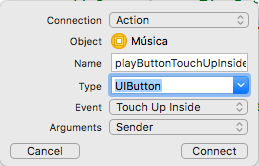 Connection Action
Object Música
Name playButtonTouchUpInside
Type UIButton
Event Touch Up Inside
Arguments Sender
Cancel Connect